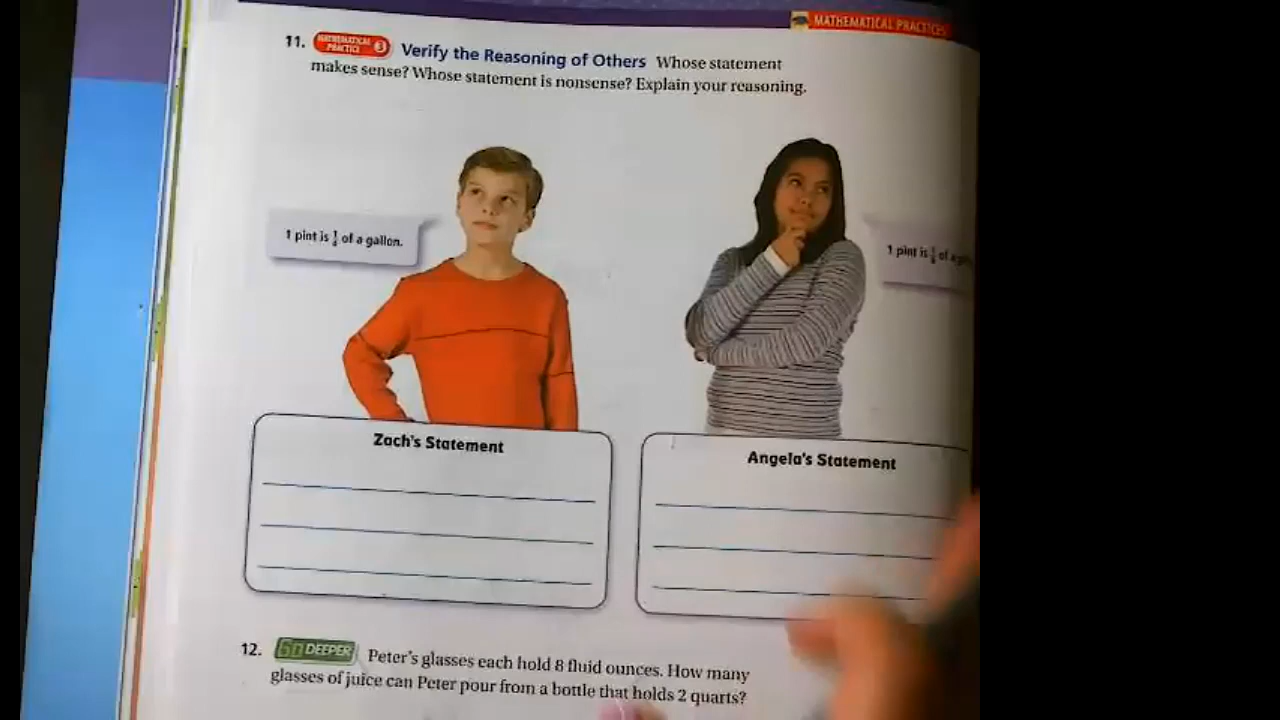 MATHEMATICAL PRACTICES
11. MATHEMATICAL PRACTICE 3 Verify the Reasoning of Others Whose statement
makes sense? Whose statement is nonsense? Explain your reasoning.
1 pint is of a gallon.
1 pint is of a
Zach's Statement
Angela's Statement
12. GO DEEPER Peter's glasses each hold 8 fluid ounces. How many
glasses of juice can Peter pour from a bottle that holds 2 quarts?